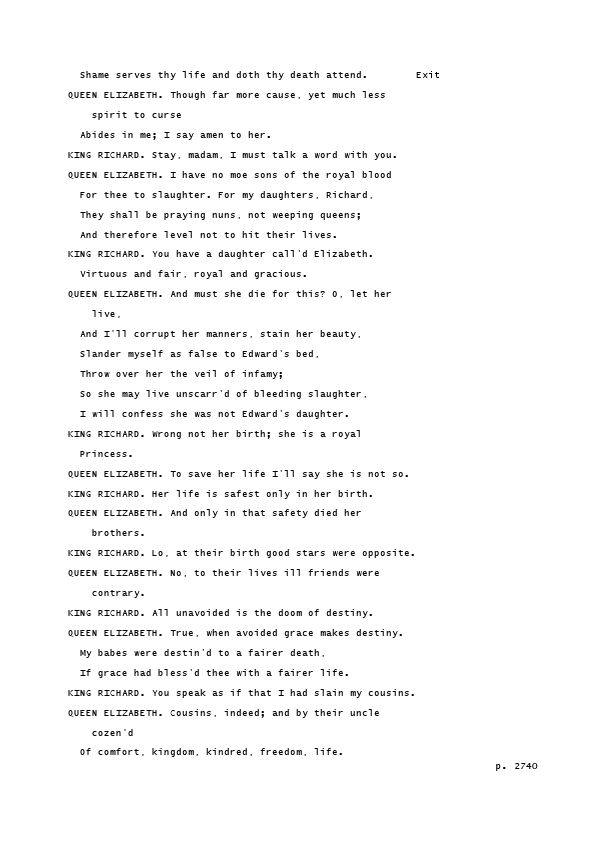 Shame serves thy life and doth thy death attend. Exit
QUEEN ELIZABETH. Though far more cause, yet much less
spirit to curse
Abides in me; I say amen to her.
KING RICHARD. Stay, madam, I must talk a word with you.
QUEEN ELIZABETH. I have no moe sons of the royal blood
For thee to slaughter. For my daughters, Richard,
They shall be praying nuns, not weeping queens;
And therefore level not to hit their lives.
KING RICHARD. You have a daughter call'd Elizabeth.
Virtuous and fair, royal and gracious.
QUEEN ELIZABETH. And must she die for this? O, let her
live,
And I'll corrupt her manners, stain her beauty,
Slander myself as false to Edward's bed,
Throw over her the veil of infamy;
So she may live unscarr'd of bleeding slaughter,
I will confess she was not Edward's daughter.
KING RICHARD. Wrong not her birth; she is a royal
Princess.
QUEEN ELIZABETH. To save her life I'll say she is not so.
KING RICHARD. Her life is safest only in her birth.
QUEEN ELIZABETH. And only in that safety died her
brothers.
KING RICHARD. Lo, at their birth good stars were opposite.
QUEEN ELIZABETH. No, to their lives ill friends were
contrary.
KING RICHARD. All unavoided is the doom of destiny.
QUEEN ELIZABETH. True, when avoided grace makes destiny.
My babes were destin'd to a fairer death,
If grace had bless'd thee with a fairer life.
KING RICHARD. You speak as if that I had slain my cousins.
QUEEN ELIZABETH. Cousins, indeed; and by their uncle
cozen'd
Of comfort, kingdom, kindred, freedom, life.
p. 2740